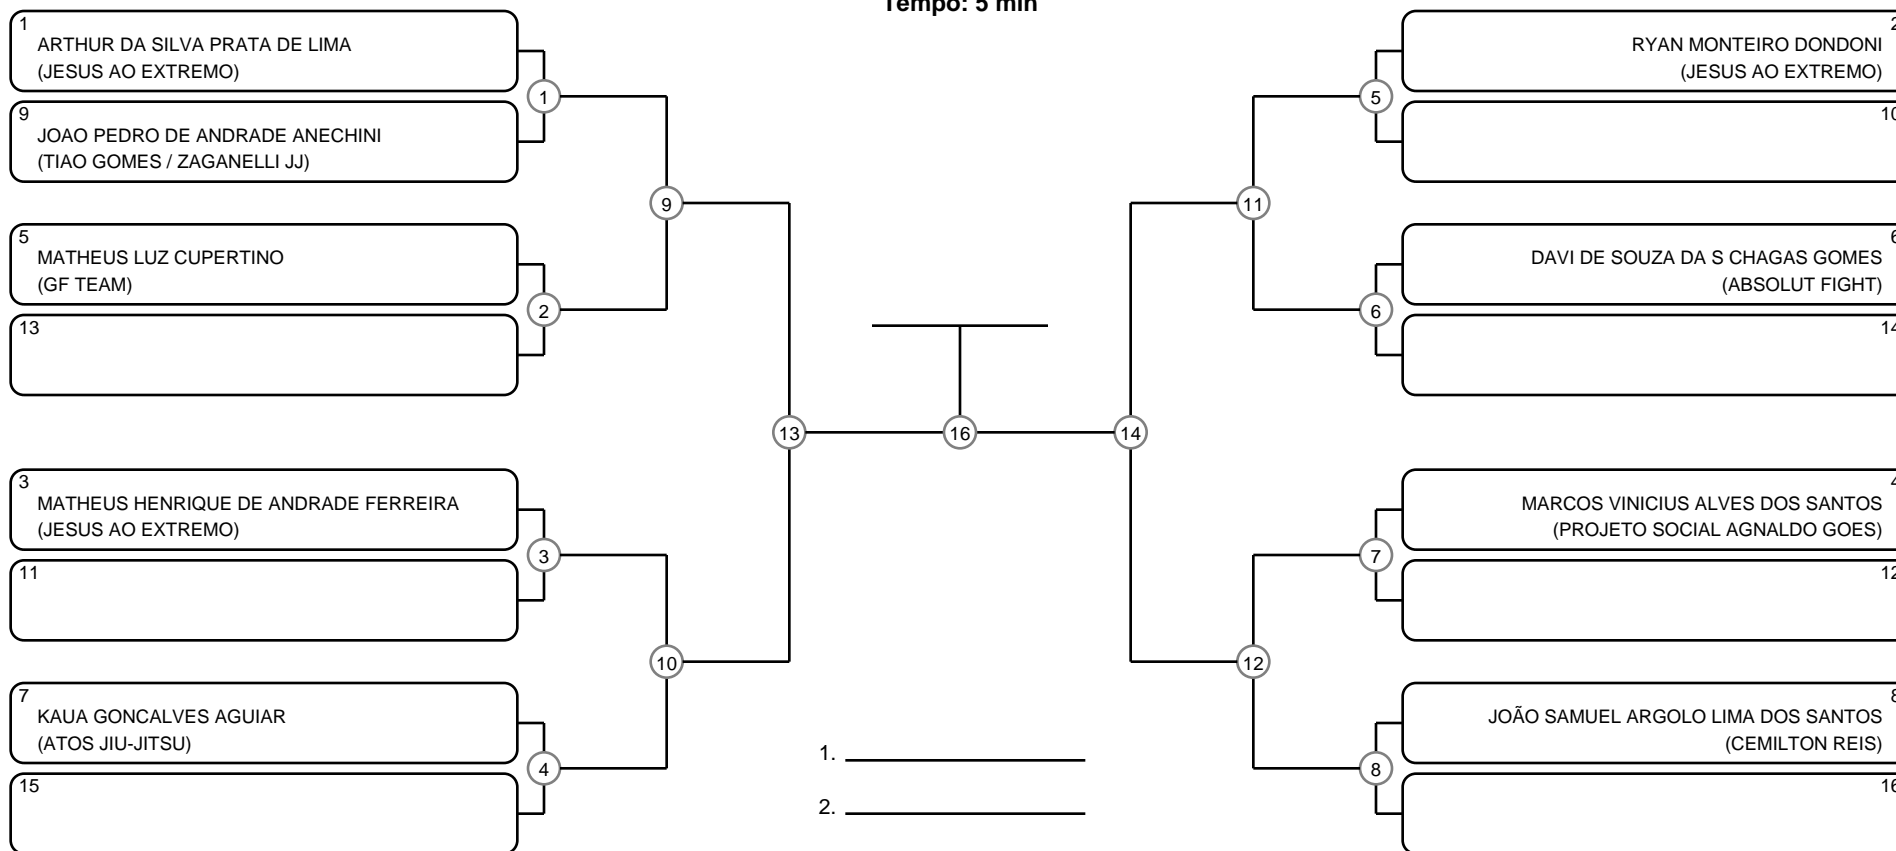 Tempo: 5 min
1
ARTHUR DA SILVA PRATA DE LIMA
(JESUS AO EXTREMO)
9
JOAO PEDRO DE ANDRADE ANECHINI
(TIAO GOMES / ZAGANELLI JJ)
1
5
MATHEUS LUZ CUPERTINO
(GF TEAM)
13
2
9
3
MATHEUS HENRIQUE DE ANDRADE FERREIRA
(JESUS AO EXTREMO)
11
3
7
KAUA GONCALVES AGUIAR
(ATOS JIU-JITSU)
15
4
10
13
16
14
1.
2.
2
RYAN MONTEIRO DONDONI
(JESUS AO EXTREMO)
10
5
6
DAVI DE SOUZA DA S CHAGAS GOMES
(ABSOLUT FIGHT)
14
6
11
4
MARCOS VINICIUS ALVES DOS SANTOS
(PROJETO SOCIAL AGNALDO GOES)
12
7
8
JOÃO SAMUEL ARGOLO LIMA DOS SANTOS
(CEMILTON REIS)
16
8
12